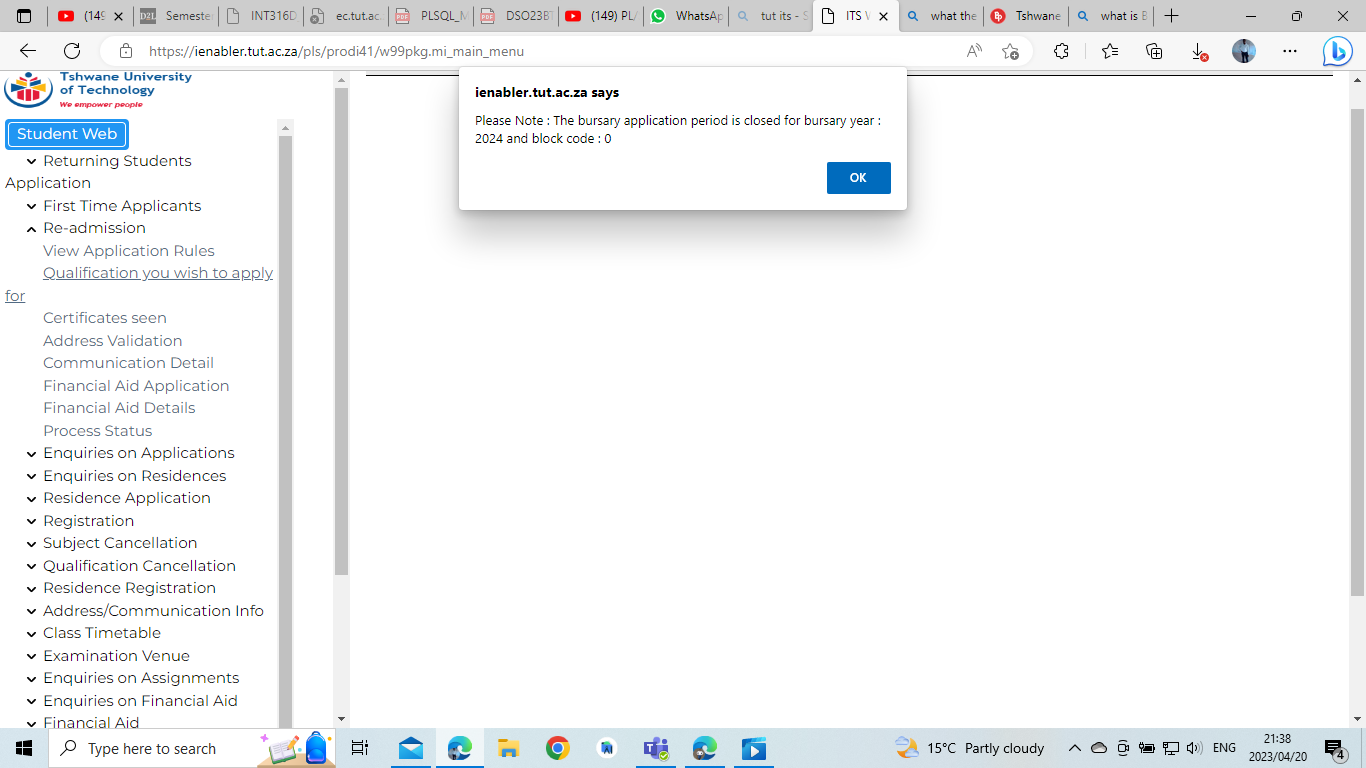 (149
Semester
INT316D
ec.tut.ac.
PLSQL_M
DSO23BT
(149) PL/
WhatsAp
tut its - S
ITS W
what the
Tshwane
what is B
https://ienabler.tut.ac.za/pls/prodi41/w99pkg.mi_main_menu
Tshwane University
of Technology
We empower people
ienabler.tut.ac.za says
Please Note : The bursary application period is closed for bursary year :
2024 and block code : 0
OK
Student Web
Returning Students
Application
First Time Applicants
Re-admission
View Application Rules
Qualification you wish to apply
for
Certificates seen
Address Validation
Communication Detail
Financial Aid Application
Financial Aid Details
Process Status
Enquiries on Applications
Enquiries on Residences
Residence Application
Registration
Subject Cancellation
Qualification Cancellation
Residence Registration
Address/Communication Info
Class Timetable
Examination Venue
Enquiries on Assignments
Enquiries on Financial Aid
Financial Aid
Type here to search
15°C Partly cloudy
ENG
21:38
2023/04/20
4